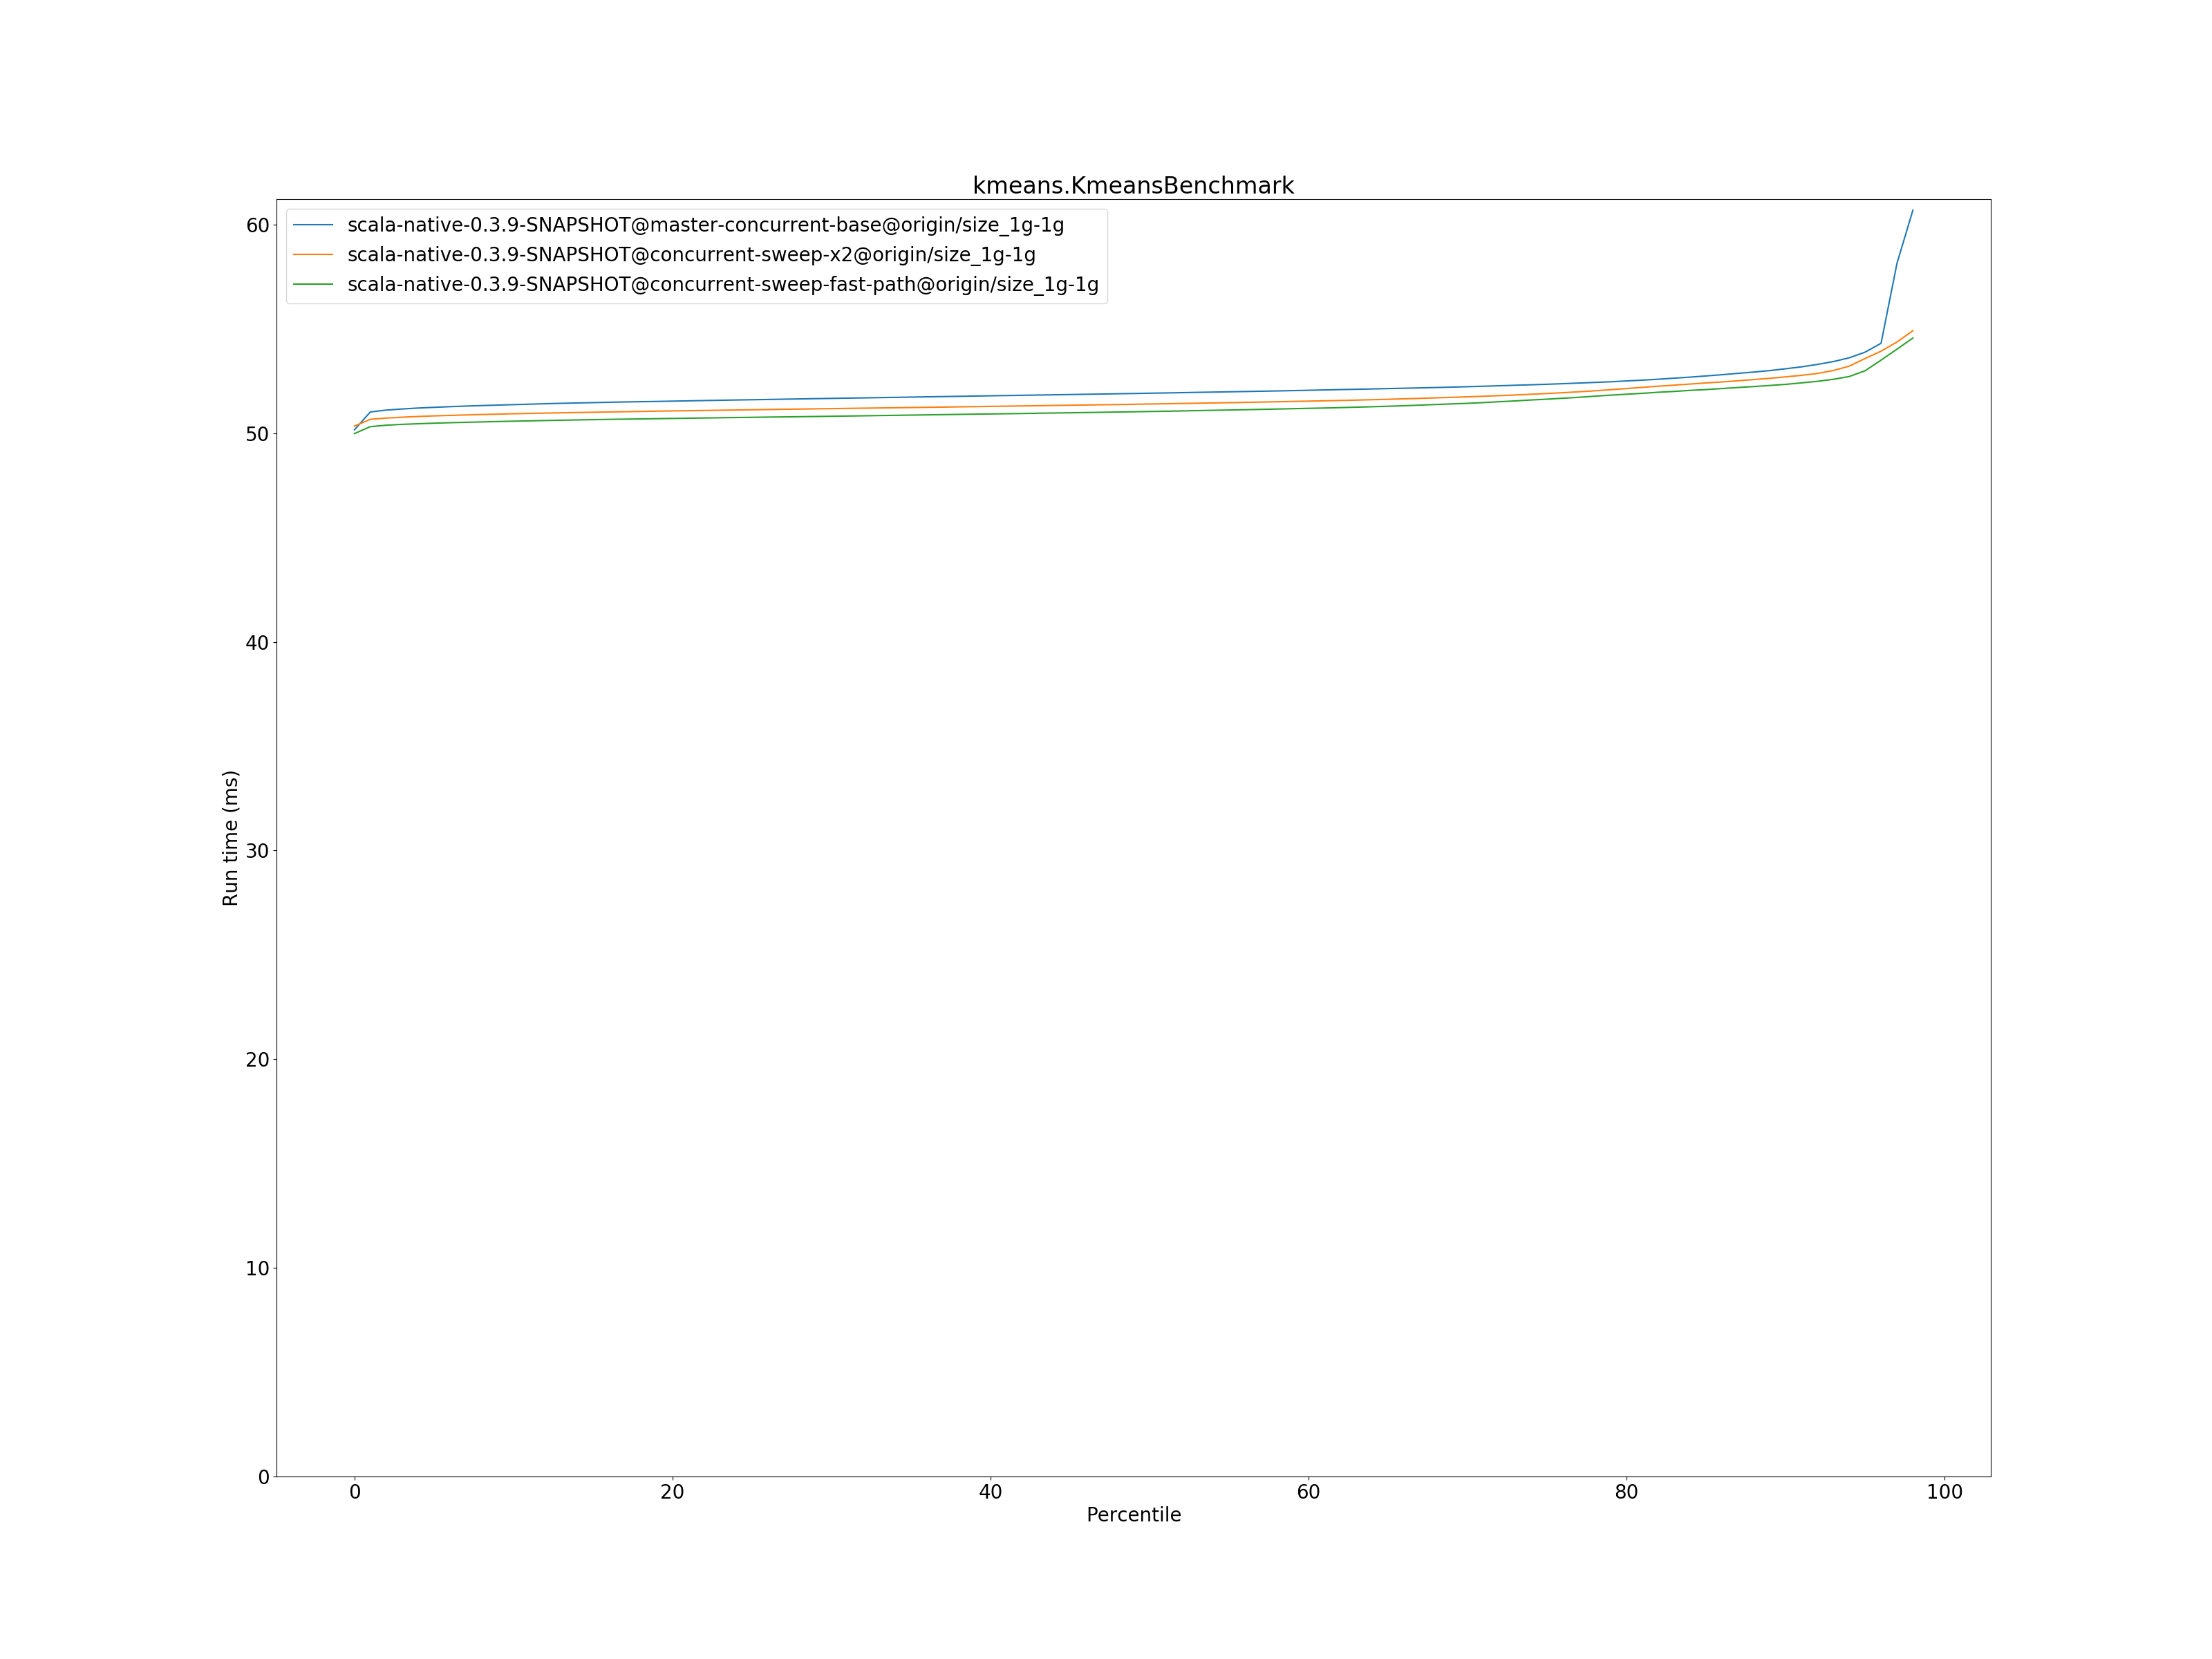 kmeans.KmeansBenchmark
scala-native-0.3.9-SNAPSHOT@master-concurrent-base@origin/size_1g-1g
scala-native-0.3.9-SNAPSHOT@concurrent-sweep-x2@origin/size_1g-1g
scala-native-0.3.9-SNAPSHOT@concurrent-sweep-fast-path@origin/size_1g-1g
Run time (ms)
60
50
40
30
20
10
0
0 20 40 60 80 100
Percentile